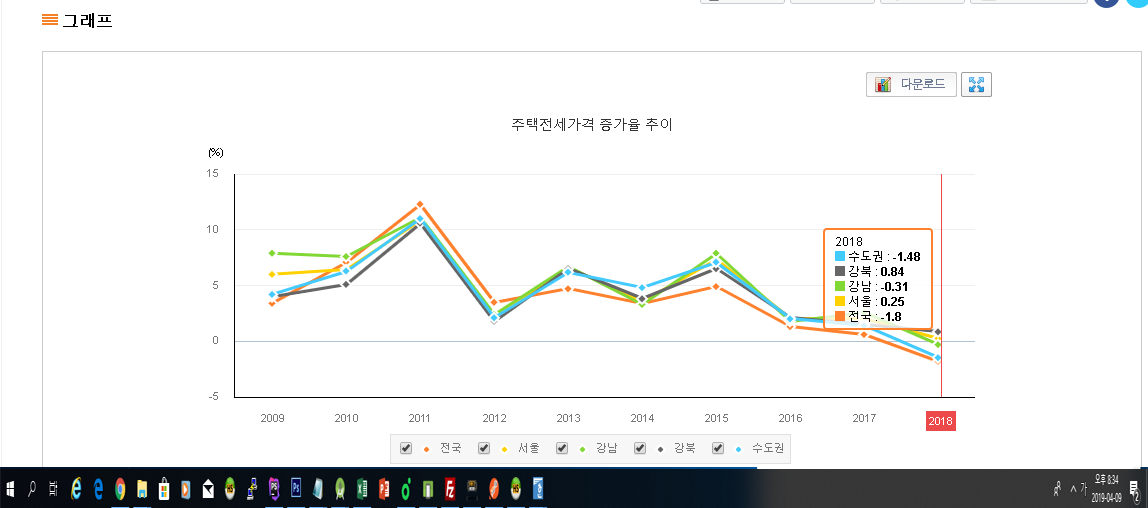 그래프
다운로드
주택전세가격 증가율 추이
(%)
15
10
5
0
-5
2018
수도권 : -1.48
강북 : 0.84
강남 : -0.31
서울 : 0.25
전국 : -1.8
2009 2010 2011 2012 2013 2014 2015 2016 2017 2018
전국 서울 강남 강북 수도권
가
오후 8:34
2019-04-09
2